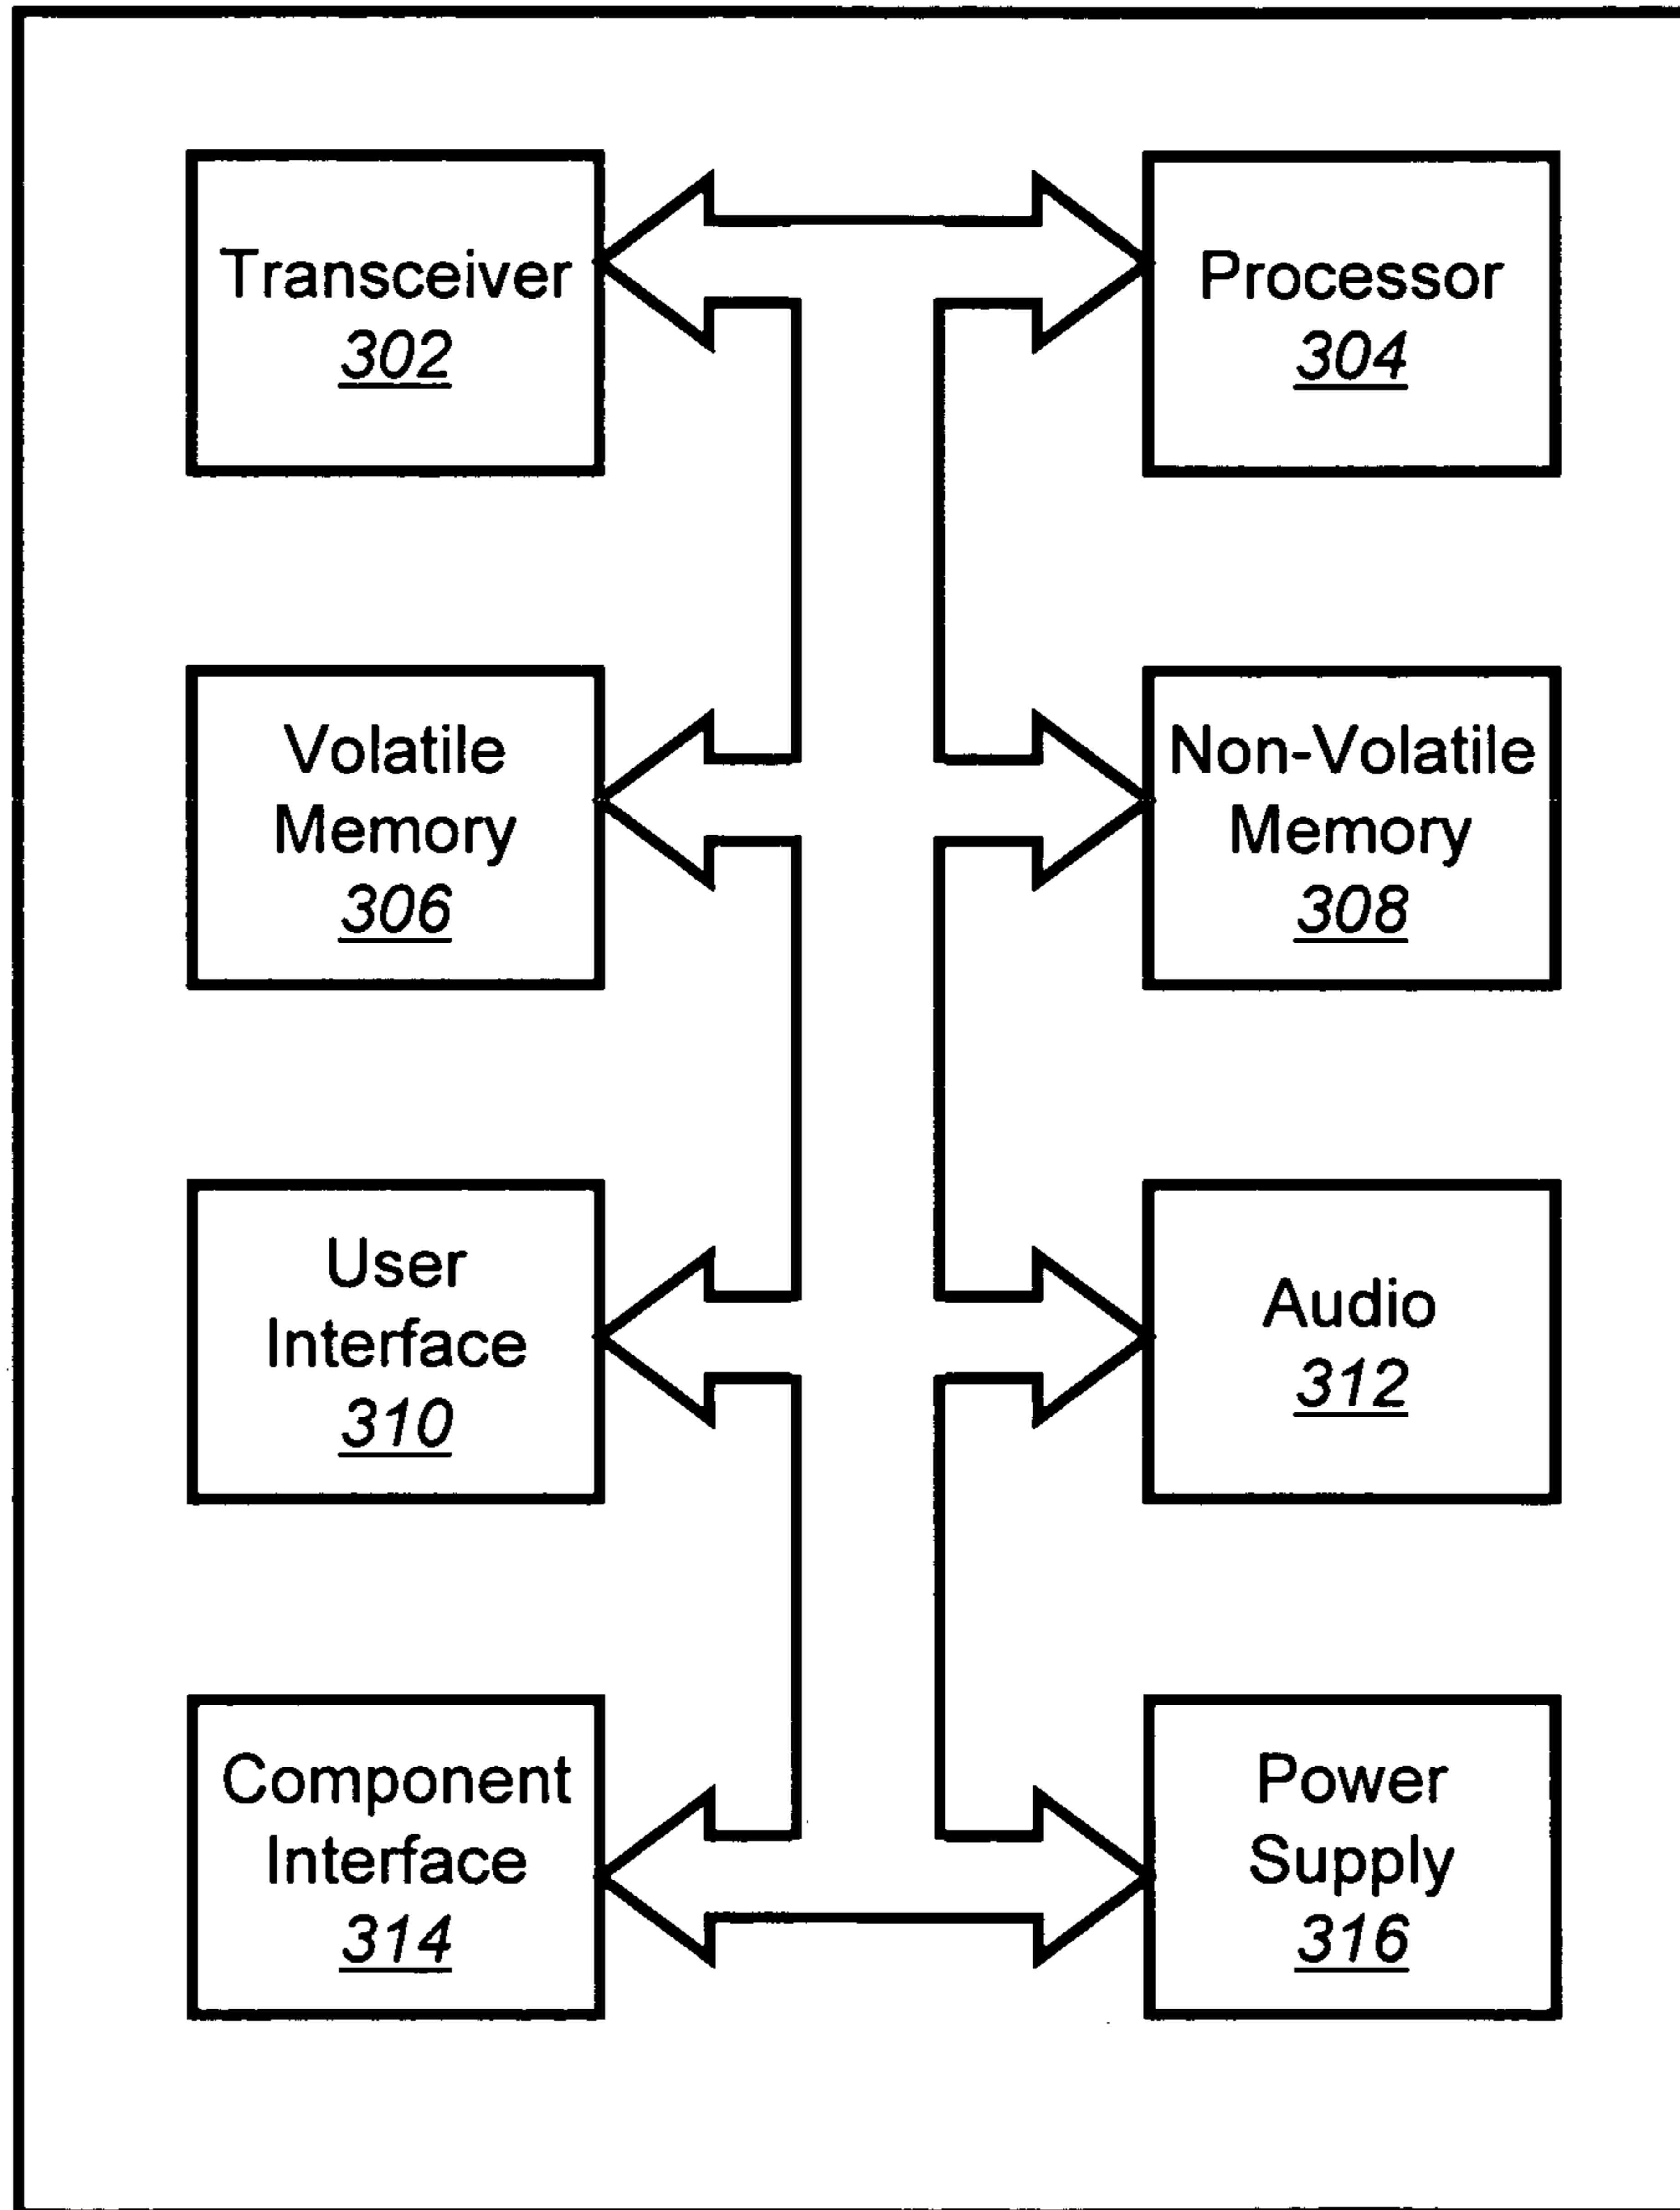 Transceiver
302
Processor
304
Volatile
Memory
306
Non-Volatile
Memory
308
User
Interface
310
Audio
312
Component
Interface
314
Power
Supply
316